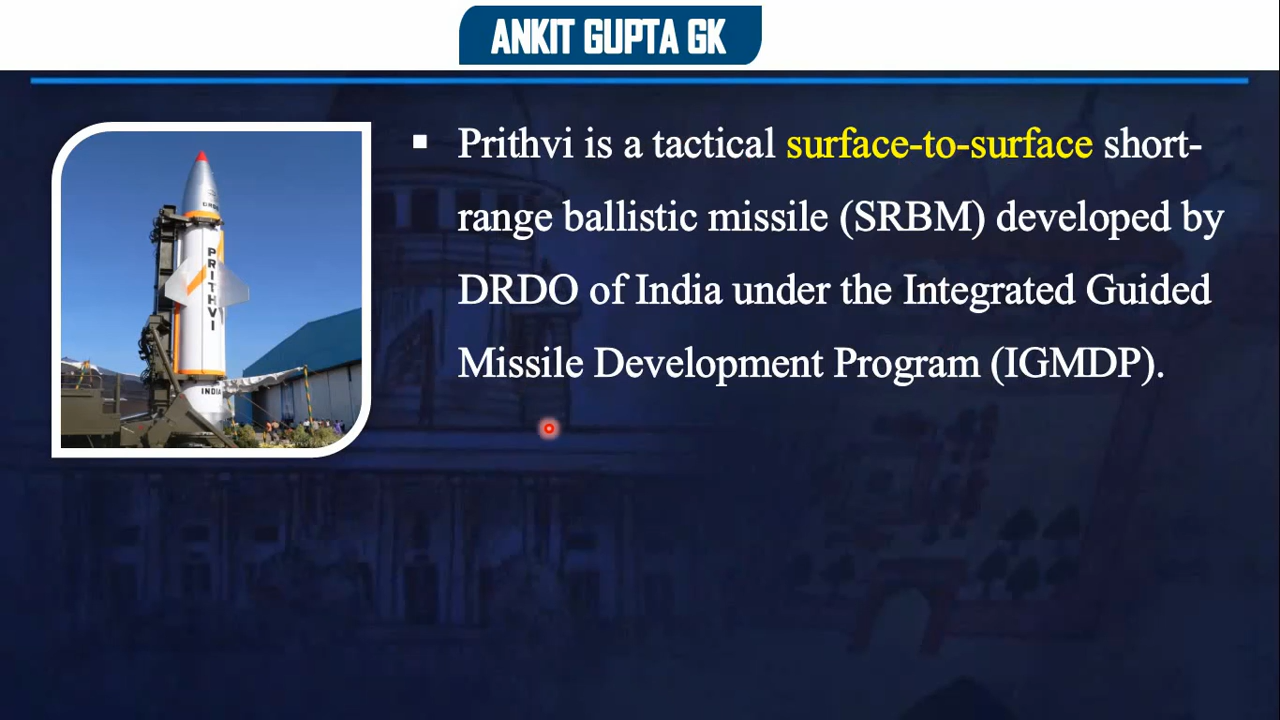 ANKIT GUPTA GK
▪ Prithvi is a tactical surface-to-surface short-
range ballistic missile (SRBM) developed by
DRDO of India under the Integrated Guided
Missile Development Program (IGMDP).
PRITHVI
INDIA